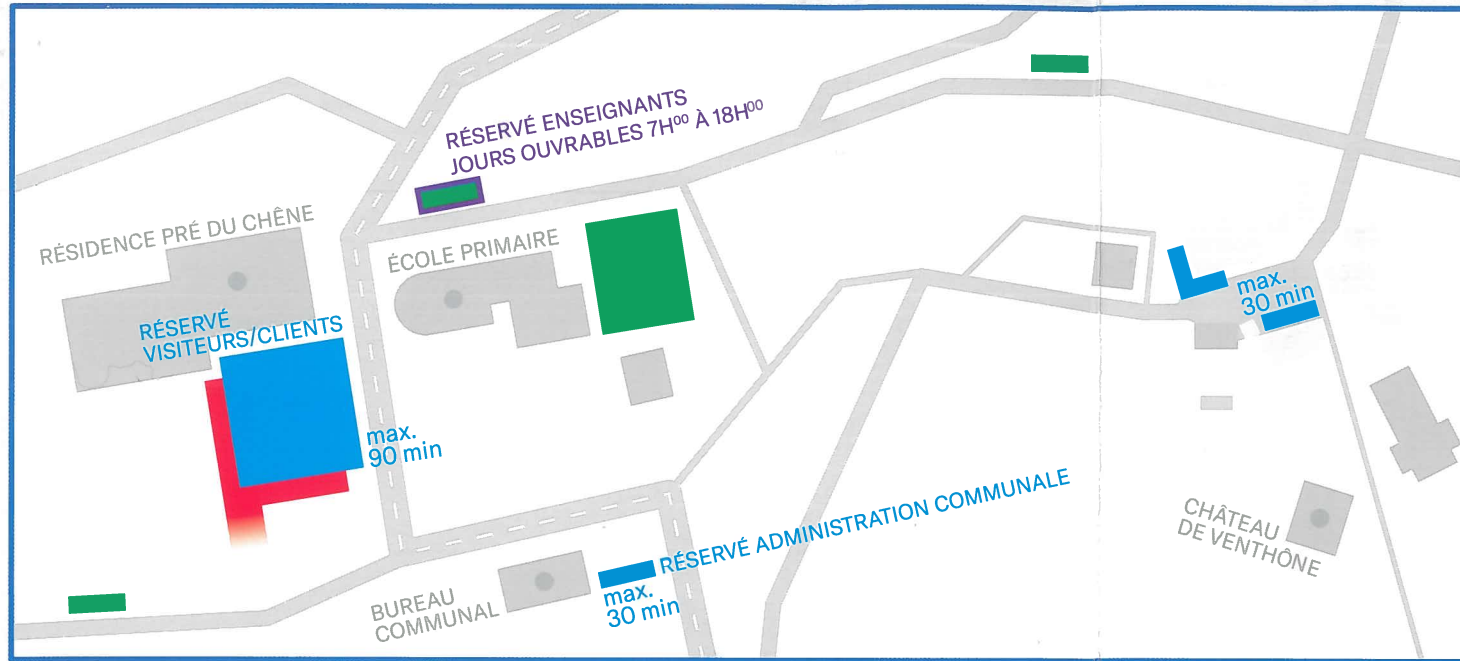 RÉSERVÉ ENSEIGNANTS
JOURS OUVRABLES 7H⁰⁰ À 18H⁰⁰
RÉSIDENCE PRÉ DU CHÊNE
ÉCOLE PRIMAIRE
RÉSERVÉ
VISITEURS/CLIENTS
max.
30 min
max.
90 min
RÉSERVÉ ADMINISTRATION COMMUNALE
max.
30 min
BUREAU
COMMUNAL
CHÂTEAU
DE VENTHÔNE